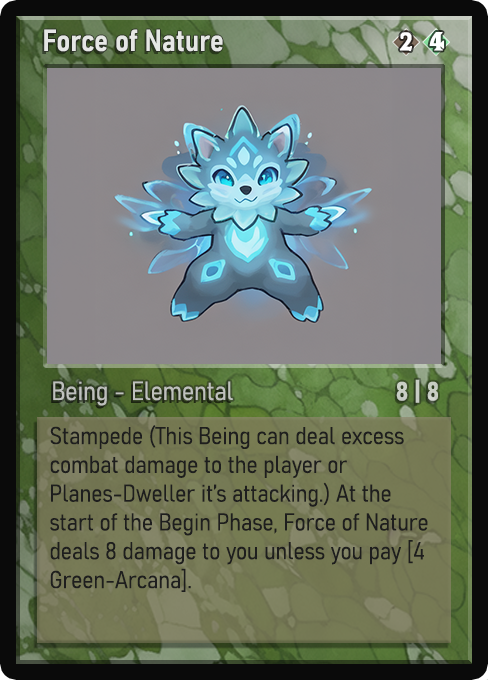 Force of Nature 2 4
Being - Elemental 8 | 8
Stampede (This Being can deal excess
combat damage to the player or
Planes-Dweller it's attacking.) At the
start of the Begin Phase, Force of Nature
deals 8 damage to you unless you pay [4
Green-Arcana].